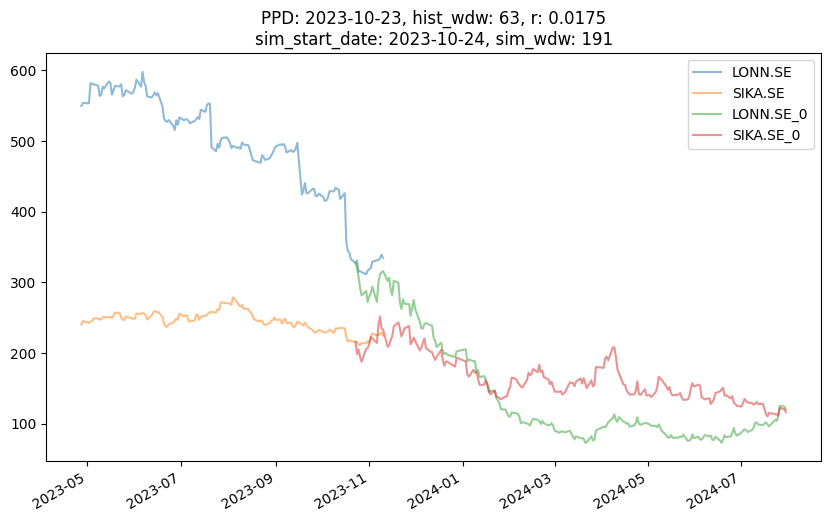 PPD: 2023-10-23, hist_wdw: 63, r: 0.0175
sim_start_date: 2023-10-24, sim_wdw: 191
LONN.SE
SIKA.SE
LONN.SE_0
SIKA.SE_0
600
500
400
300
200
100
2023-05
2023-07
2023-09
2023-11
2024-01
2024-03
2024-05
2024-07